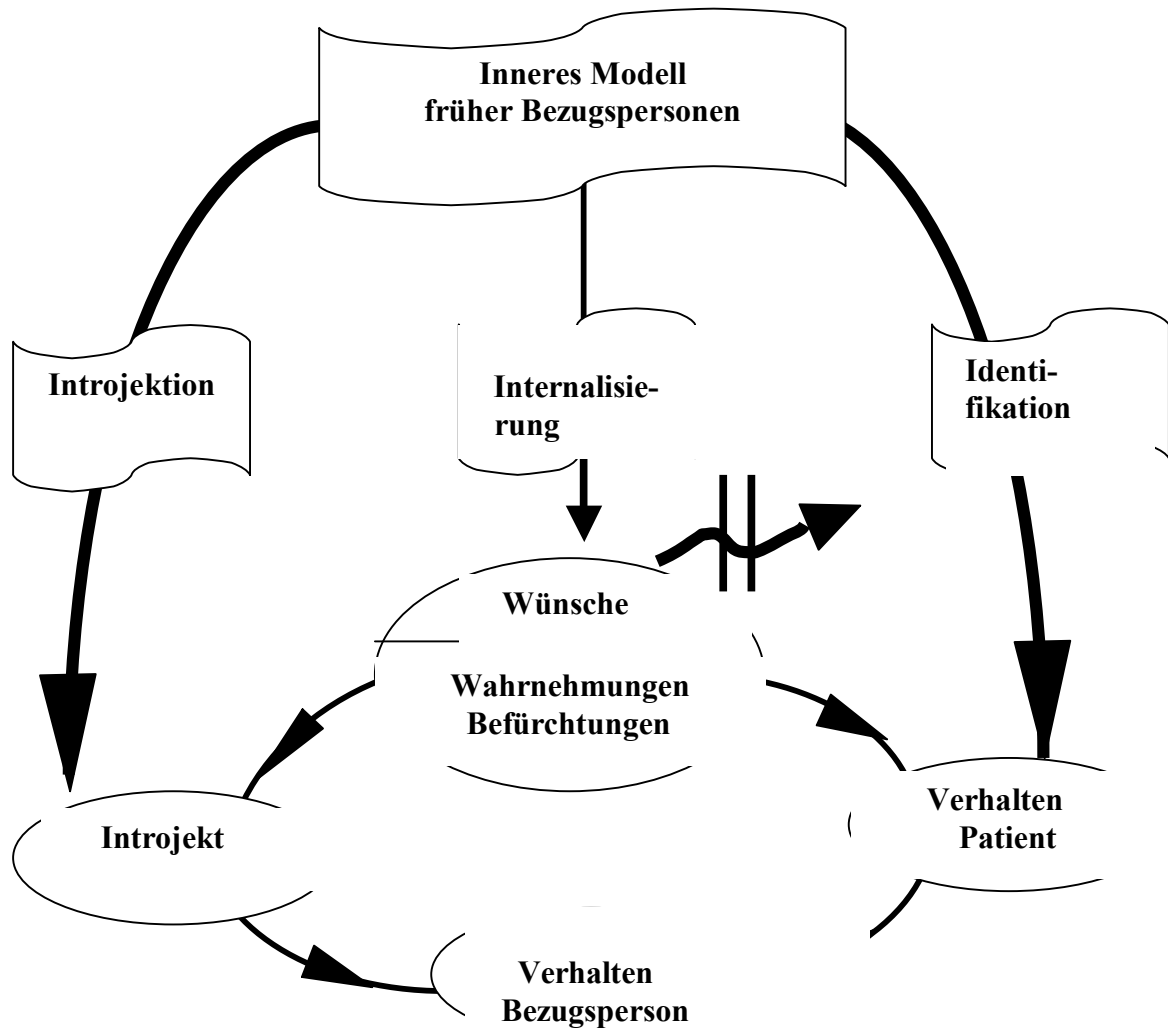 Inneres Modell
früher Bezugspersonen
Introjektion
Internalisie-
rung
Identi-
fikation
Wünsche
Wahrnehmungen
Befürchtungen
Introjekt
Verhalten
Patient
Verhalten
Bezugsperson